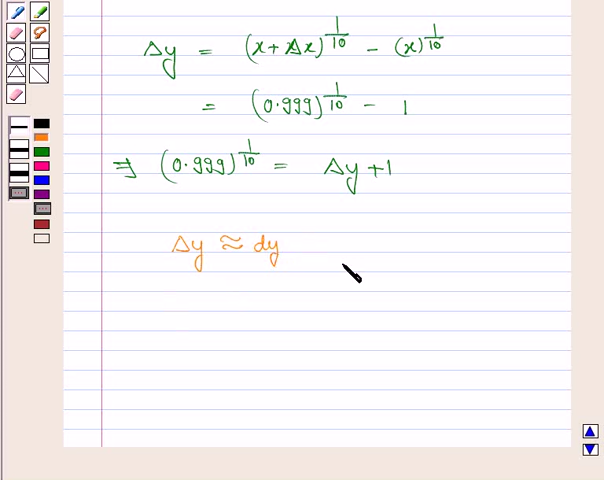 Δy = (x+Δx)^{1/10} - (x)^{1/10}
= (0.999)^{1/10} - 1
⇒ (0.999)^{1/10} = Δy+1
Δy ≈ dy